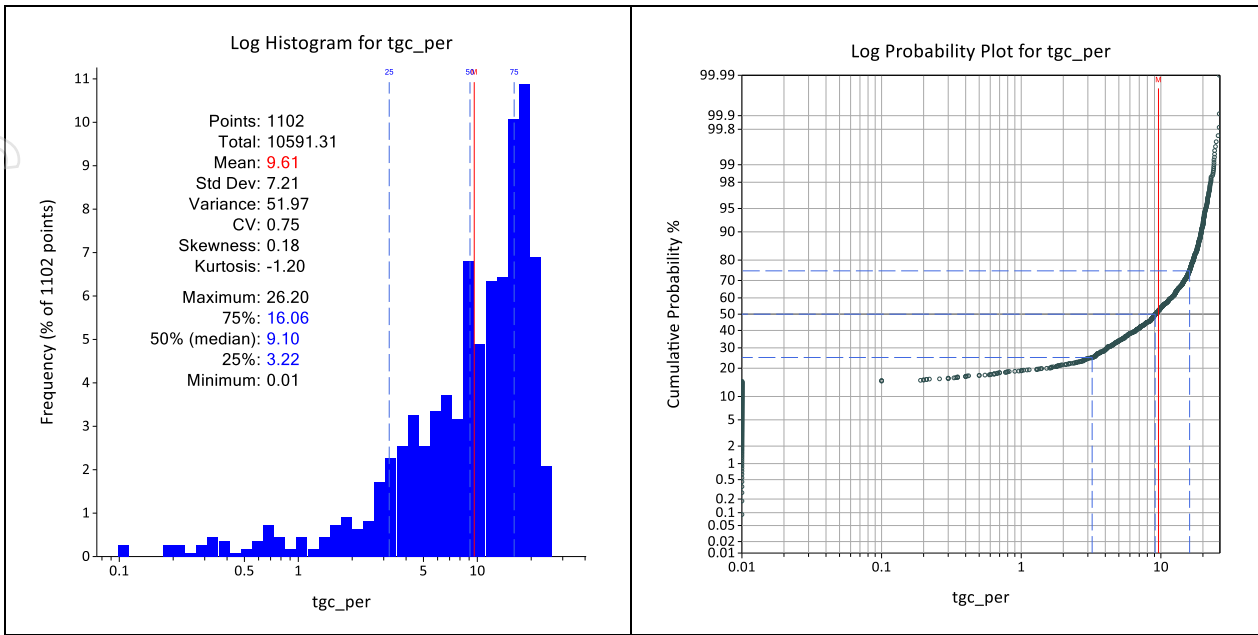 Log Histogram for tgc_per
25 50 M 75
11
10
9
8
7
6
5
4
3
2
1
0
Frequency (% of 1102 points)
Points: 1102
Total: 10591.31
Mean: 9.61
Std Dev: 7.21
Variance: 51.97
CV: 0.75
Skewness: 0.18
Kurtosis: -1.20
Maximum: 26.20
75%: 16.06
50% (median): 9.10
25%: 3.22
Minimum: 0.01
0.1 0.5 1 5 10
tgc_per
Log Probability Plot for tgc_per
M
99.99
99.9
99.8
99
98
95
90
80
70
60
50
40
30
20
10
5
2
1
0.5
0.2
0.1
0.05
0.02
0.01
Cumulative Probability %
0.01 0.1 1 10
tgc_per